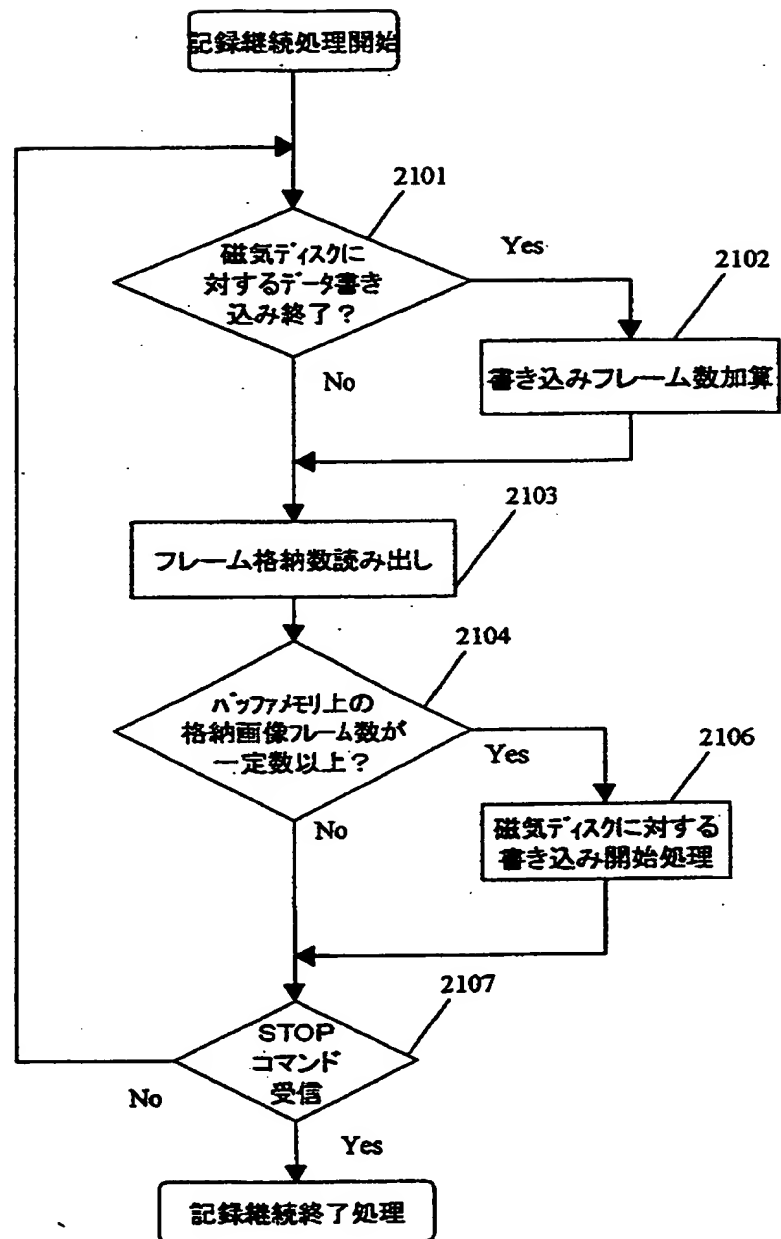 記録継続処理開始
2101
磁気ディスクに
対するデータ書き
込み終了？
Yes
2102
書き込みフレーム数加算
No
2103
フレーム格納数読み出し
2104
バッファメモリ上の
格納画像フレーム数が
一定数以上？
Yes
2106
磁気ディスクに対する
書き込み開始処理
No
2107
STOP
コマンド
受信
No
Yes
記録継続終了処理